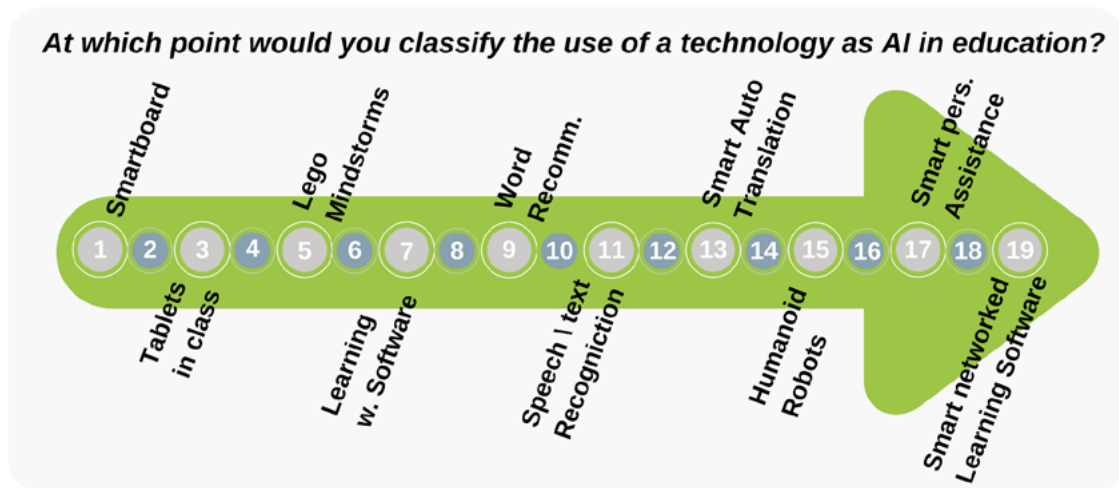 At which point would you classify the use of a technology as AI in education?
Smartboard
Lego
Mindstorms
Word
Recomm.
Smart Auto
Translation
Smart pers.
Assistance
1 2 3 4 5 6 7 8 9 10 11 12 13 14 15 16 17 18 19
Tablets
in class
Learning
w. Software
Speech \ text
Recogniction
Humanoid
Robots
Smart networked
Learning Software